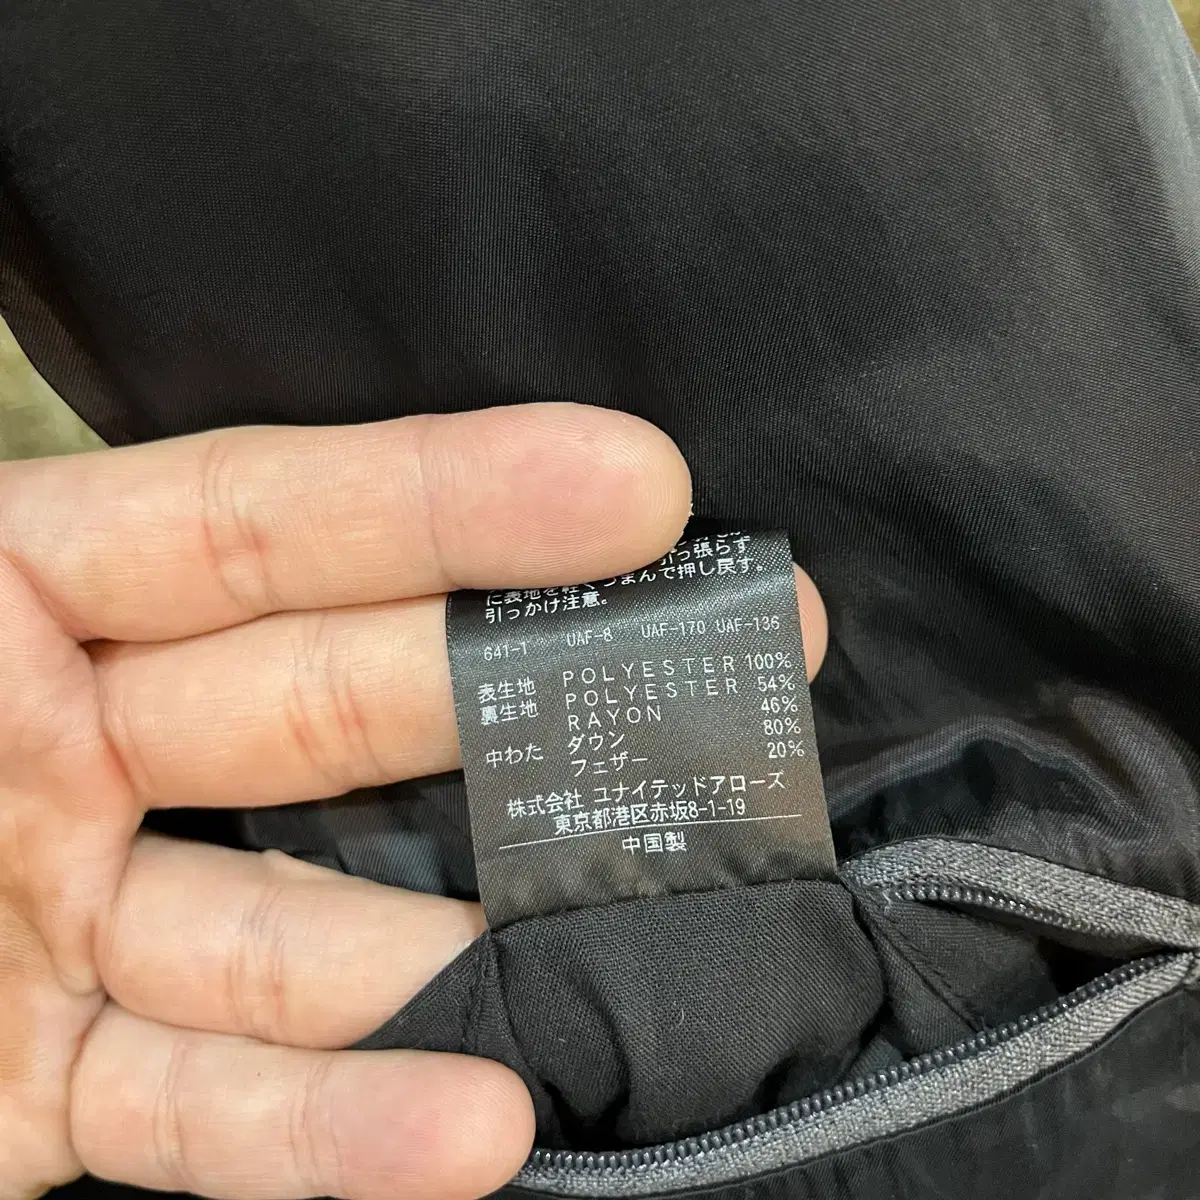 引っ張らず
に表地を軽くつまんで押し戻す。
引っかけ注意。
641-1 UAF-8 UAF-170 UAF-136
表生地 POLYESTER 100%
裏生地 POLYESTER 54%
RAYON 46%
中わた ダウン 80%
フェザー 20%
株式会社 ユナイテッドアローズ
東京都港区赤坂8-1-19
中国製